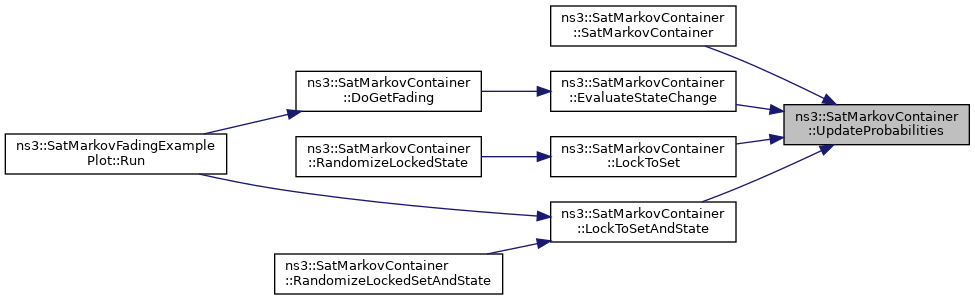 ns3::SatMarkovContainer
::SatMarkovContainer
ns3::SatMarkovContainer
::DoGetFading
ns3::SatMarkovContainer
::EvaluateStateChange
ns3::SatMarkovContainer
::UpdateProbabilities
ns3::SatMarkovFadingExample
Plot::Run
ns3::SatMarkovContainer
::RandomizeLockedState
ns3::SatMarkovContainer
::LockToSet
ns3::SatMarkovContainer
::LockToSetAndState
ns3::SatMarkovContainer
::RandomizeLockedSetAndState